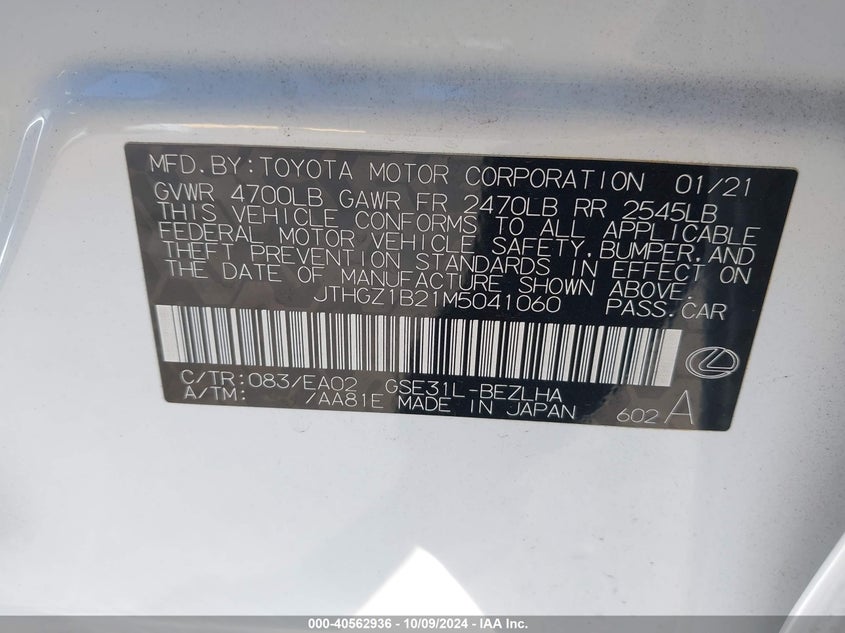 MFD.BY:TOYOTA MOTOR CORPORATION 01/21
GVWR 4700LB GAWR FR 2470LB RR 2545LB
THIS VEHICLE CONFORMS TO ALL APPLICABLE
FEDERAL MOTOR VEHICLE SAFETY,BUMPER,AND
THEFT PREVENTION STANDARDS IN EFFECT ON
THE DATE OF MANUFACTURE SHOWN ABOVE.
JTHGZ1B21M5041060 PASS.CAR
C/TR:083/EA02 GSE31L-BEZLHA
A/TM: /AA81E MADE IN JAPAN 602 A
000-40562936 - 10/09/2024 - IAA Inc.